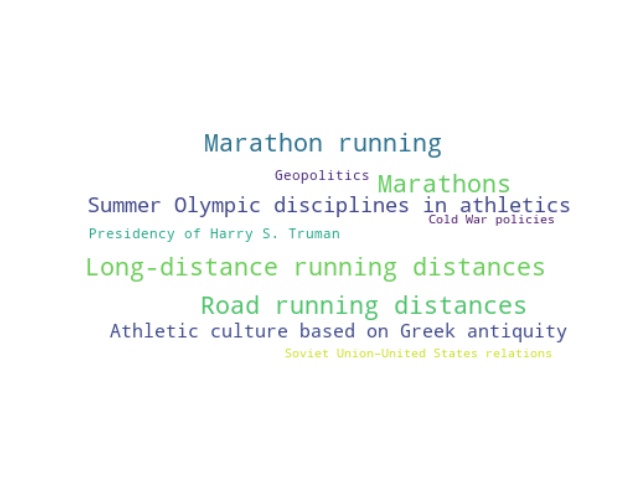 Marathon running
Geopolitics
Marathons
Summer Olympic disciplines in athletics
Cold War policies
Presidency of Harry S. Truman
Long-distance running distances
Road running distances
Athletic culture based on Greek antiquity
Soviet Union–United States relations